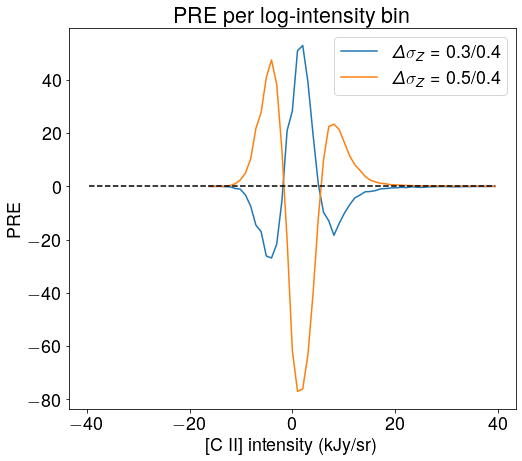 PRE per log-intensity bin
Δσ_Z = 0.3/0.4
Δσ_Z = 0.5/0.4
PRE
40
20
0
−20
−40
−60
−80
−40
−20
0
20
40
[C II] intensity (kJy/sr)